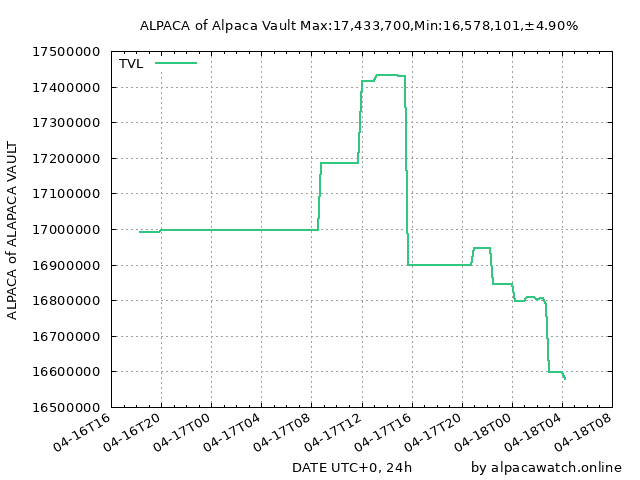 ALPACA of Alpaca Vault Max:17,433,700,Min:16,578,101,±4.90%
TVL
17500000
17400000
17300000
17200000
17100000
17000000
16900000
16800000
16700000
16600000
16500000
ALPACA of ALAPACA VAULT
04-16T16
04-16T20
04-17T00
04-17T04
04-17T08
04-17T12
04-17T16
04-17T20
04-18T00
04-18T04
04-18T08
DATE UTC+0, 24h
by alpacawatch.online